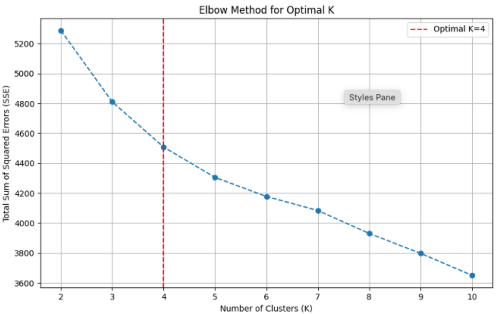 Elbow Method for Optimal K
Optimal K=4
Styles Pane
Total Sum of Squared Errors (SSE)
5200
5000
4800
4600
4400
4200
4000
3800
3600
2 3 4 5 6 7 8 9 10
Number of Clusters (K)